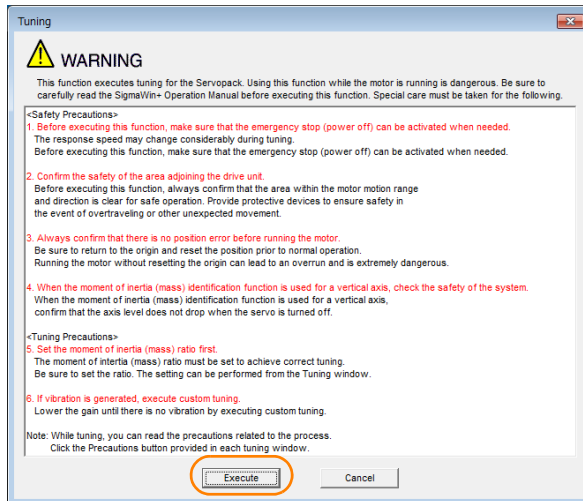 Tuning
WARNING
This function executes tuning for the Servopack. Using this function while the motor is running is dangerous. Be sure to
carefully read the SigmaWin+ Operation Manual before executing this function. Special care must be taken for the following.
<Safety Precautions>
1. Before executing this function, make sure that the emergency stop (power off) can be activated when needed.
The response speed may change considerably during tuning.
Before executing this function, make sure that the emergency stop (power off) can be activated when needed.
2. Confirm the safety of the area adjoining the drive unit.
Before executing this function, always confirm that the area within the motor motion range
and direction is clear for safe operation. Provide protective devices to ensure safety in
the event of overtraveling or other unexpected movement.
3. Always confirm that there is no position error before running the motor.
Be sure to return to the origin and reset the position prior to normal operation.
Running the motor without resetting the origin can lead to an overrun and is extremely dangerous.
4. When the moment of inertia (mass) identification function is used for a vertical axis, check the safety of the system.
When the moment of inertia (mass) identification function is used for a vertical axis,
confirm that the axis level does not drop when the servo is turned off.
<Tuning Precautions>
5. Set the moment of inertia (mass) ratio first.
The moment of intertia (mass) ratio must be set to achieve correct tuning.
Be sure to set the ratio. The setting can be performed from the Tuning window.
6. If vibration is generated, execute custom tuning.
Lower the gain until there is no vibration by executing custom tuning.
Note: While tuning, you can read the precautions related to the process.
Click the Precautions button provided in each tuning window.
Execute Cancel